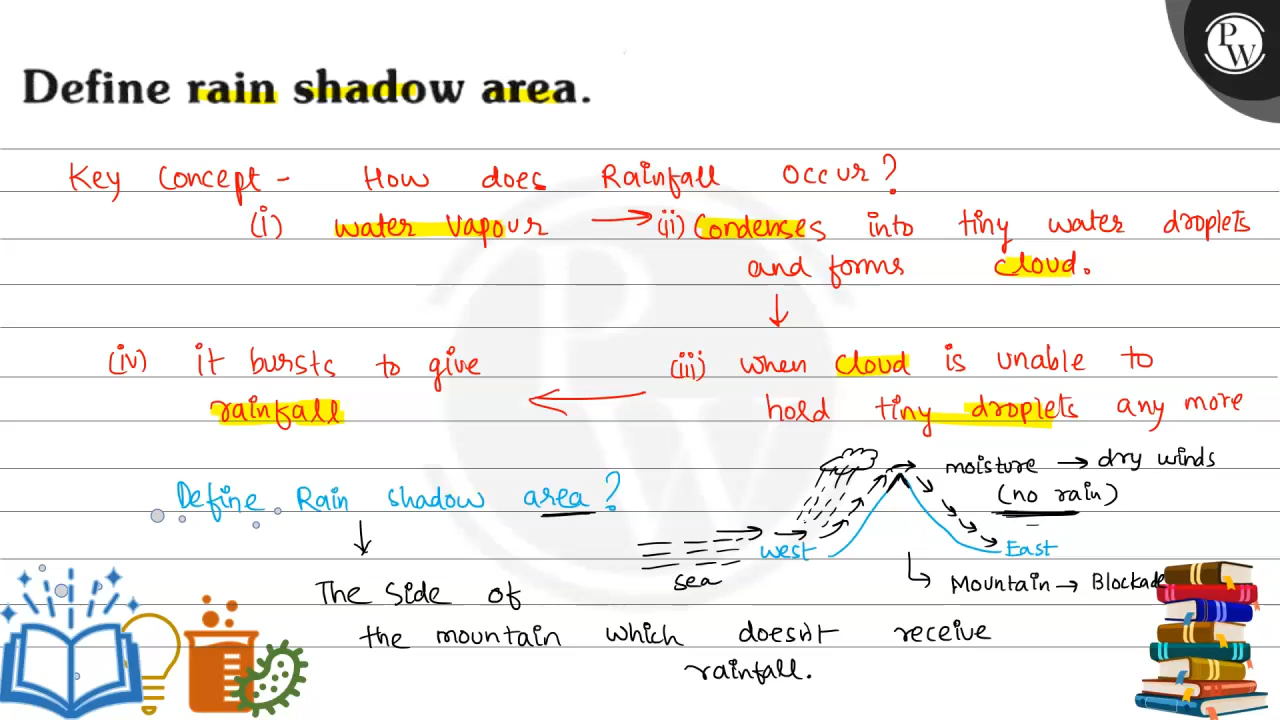 PW
Define rain shadow area.
Key Concept - How does Rainfall Occur?
(i) water vapour → (ii) Condenses into tiny water droplets
and forms cloud.
(iv) it bursts to give
rainfall
(iii) when cloud is unable to
hold tiny droplets any more
moisture → dry winds
(no rain)
Define Rain shadow area?
west
East
sea
Mountain → Blockade
The Side of
the mountain which doesn't receive
rainfall.